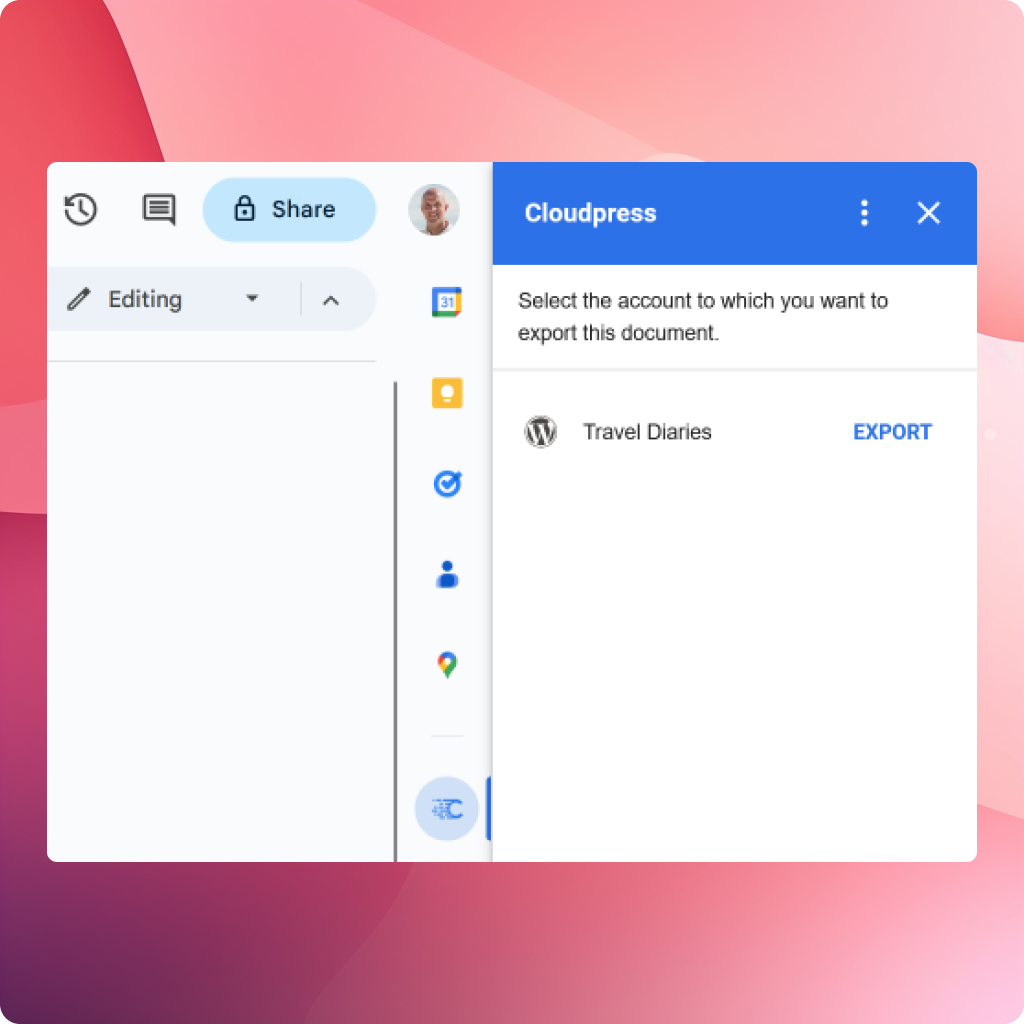 Share
Editing
31
Cloudpress
Select the account to which you want to
export this document.
Travel Diaries
EXPORT